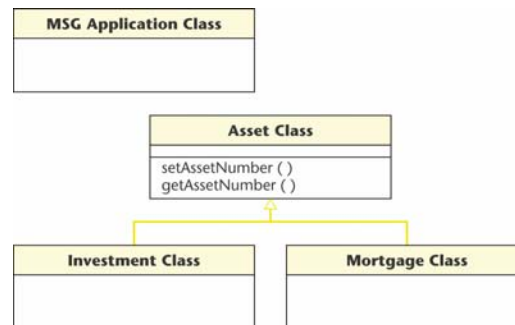 MSG Application Class
Asset Class
setAssetNumber ( )
getAssetNumber ( )
Investment Class
Mortgage Class